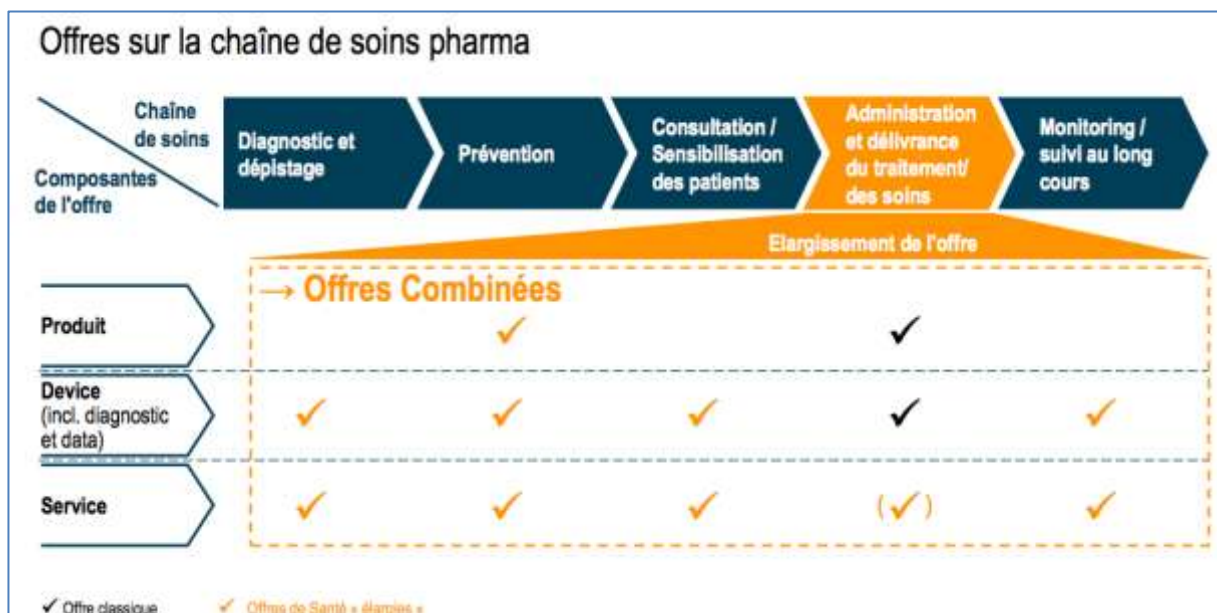 Offres sur la chaîne de soins pharma
Chaîne
de soins
Composantes
de l'offre
Diagnostic et
dépistage
Prévention
Consultation /
Sensibilisation
des patients
Administration
et délivrance
du traitement/
des soins
Monitoring /
suivi au long
cours
Elargissement de l'offre
→ Offres Combinées
Produit
✓ ✓
Device
(incl. diagnostic
et data)
✓ ✓ ✓ ✓ ✓
Service
✓ ✓ ✓ (✓) ✓
✓ Offre classique
✓ Offres de Santé « élargies »